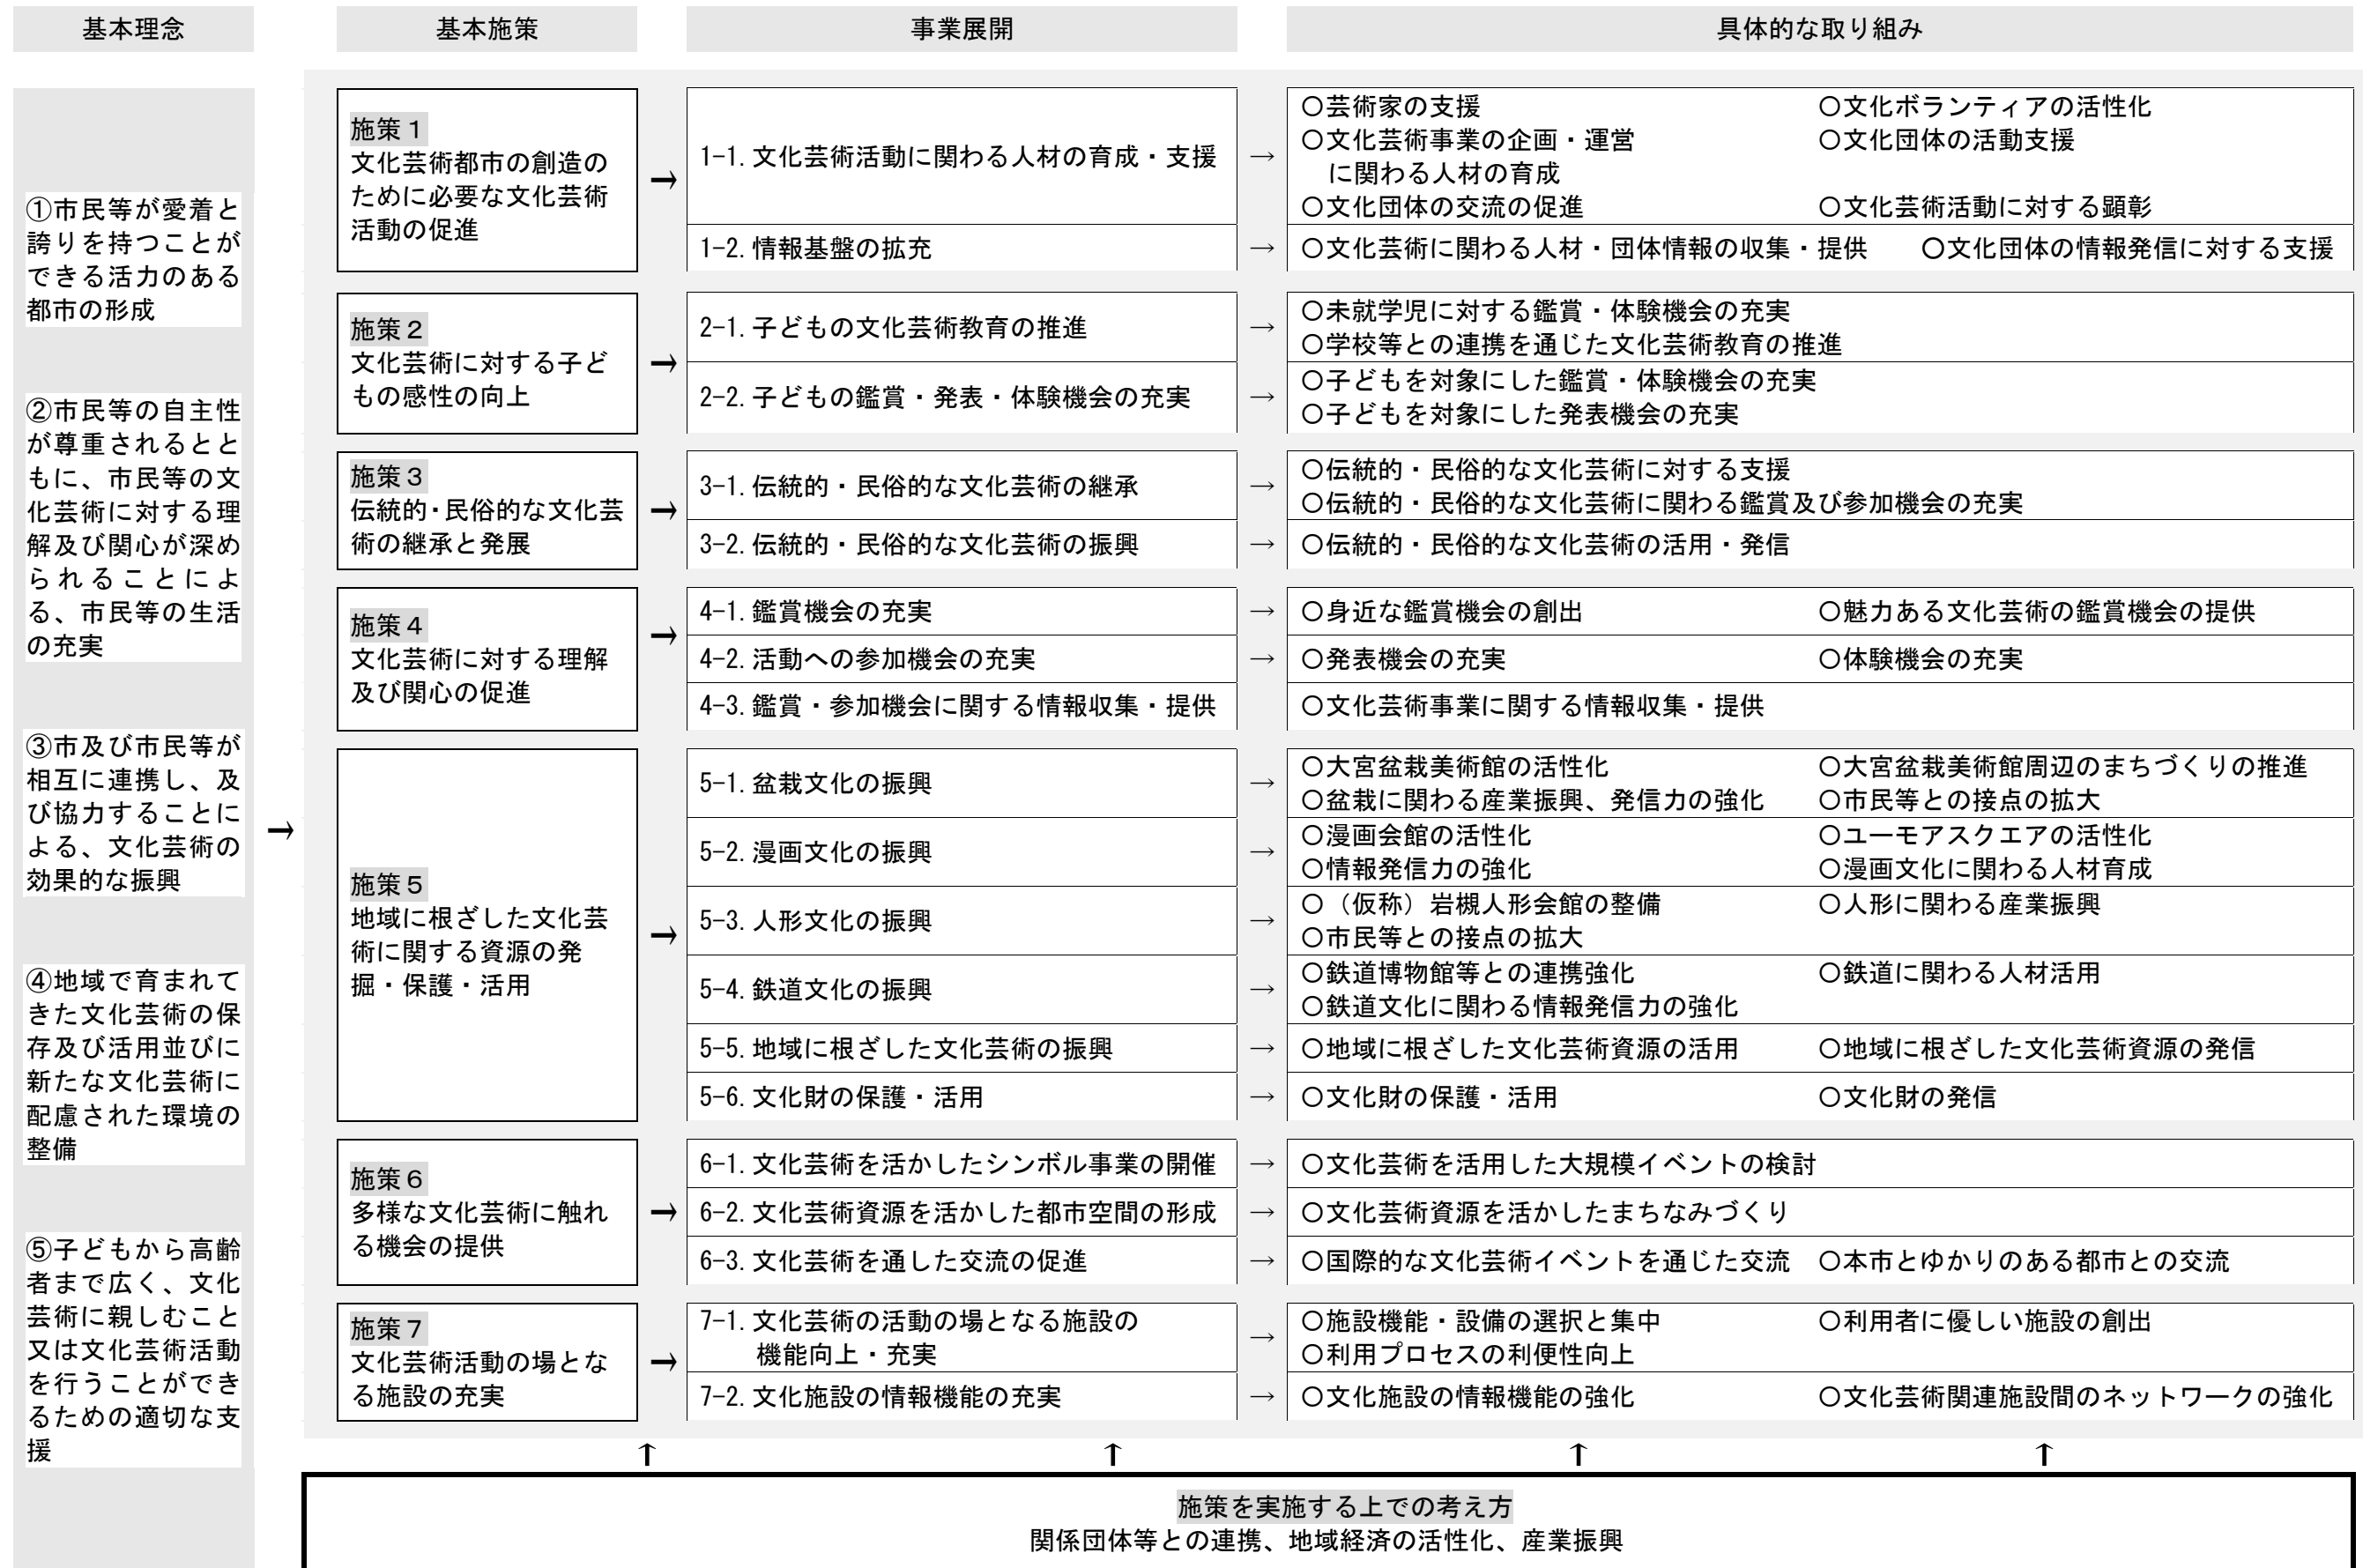 基本理念
基本施策
事業展開
具体的な取り組み
①市民等が愛着と
誇りを持つことが
できる活力のある
都市の形成
②市民等の自主性
が尊重されるとと
もに、市民等の文
化芸術に対する理
解及び関心が深め
られることによ
る、市民等の生活
の充実
③市及び市民等が
相互に連携し、及
び協力することに
よる、文化芸術の
効果的な振興
④地域で育まれて
きた文化芸術の保
存及び活用並びに
新たな文化芸術に
配慮された環境の
整備
⑤子どもから高齢
者まで広く、文化
芸術に親しむこと
又は文化芸術活動
を行うことができ
るための適切な支
援
→
施策１
文化芸術都市の創造の
ために必要な文化芸術
活動の促進
→
1-1.文化芸術活動に関わる人材の育成・支援
→
○芸術家の支援 ○文化ボランティアの活性化
○文化芸術事業の企画・運営 ○文化団体の活動支援
に関わる人材の育成
○文化団体の交流の促進 ○文化芸術活動に対する顕彰
1-2.情報基盤の拡充
→
○文化芸術に関わる人材・団体情報の収集・提供 ○文化団体の情報発信に対する支援
施策２
文化芸術に対する子ど
もの感性の向上
→
2-1.子どもの文化芸術教育の推進
→
○未就学児に対する鑑賞・体験機会の充実
○学校等との連携を通じた文化芸術教育の推進
2-2.子どもの鑑賞・発表・体験機会の充実
→
○子どもを対象にした鑑賞・体験機会の充実
○子どもを対象にした発表機会の充実
施策３
伝統的・民俗的な文化芸
術の継承と発展
→
3-1.伝統的・民俗的な文化芸術の継承
→
○伝統的・民俗的な文化芸術に対する支援
○伝統的・民俗的な文化芸術に関わる鑑賞及び参加機会の充実
3-2.伝統的・民俗的な文化芸術の振興
→
○伝統的・民俗的な文化芸術の活用・発信
施策４
文化芸術に対する理解
及び関心の促進
→
4-1.鑑賞機会の充実
→
○身近な鑑賞機会の創出 ○魅力ある文化芸術の鑑賞機会の提供
4-2.活動への参加機会の充実
→
○発表機会の充実 ○体験機会の充実
4-3.鑑賞・参加機会に関する情報収集・提供
○文化芸術事業に関する情報収集・提供
施策５
地域に根ざした文化芸
術に関する資源の発
掘・保護・活用
→
5-1.盆栽文化の振興
→
○大宮盆栽美術館の活性化 ○大宮盆栽美術館周辺のまちづくりの推進
○盆栽に関わる産業振興、発信力の強化 ○市民等との接点の拡大
5-2.漫画文化の振興
→
○漫画会館の活性化 ○ユーモアスクエアの活性化
○情報発信力の強化 ○漫画文化に関わる人材育成
5-3.人形文化の振興
→
○（仮称）岩槻人形会館の整備 ○人形に関わる産業振興
○市民等との接点の拡大
5-4.鉄道文化の振興
→
○鉄道博物館等との連携強化 ○鉄道に関わる人材活用
○鉄道文化に関わる情報発信力の強化
5-5.地域に根ざした文化芸術の振興
→
○地域に根ざした文化芸術資源の活用 ○地域に根ざした文化芸術資源の発信
5-6.文化財の保護・活用
→
○文化財の保護・活用 ○文化財の発信
施策６
多様な文化芸術に触れ
る機会の提供
→
6-1.文化芸術を活かしたシンボル事業の開催
→
○文化芸術を活用した大規模イベントの検討
6-2.文化芸術資源を活かした都市空間の形成
→
○文化芸術資源を活かしたまちなみづくり
6-3.文化芸術を通した交流の促進
→
○国際的な文化芸術イベントを通じた交流 ○本市とゆかりのある都市との交流
施策７
文化芸術活動の場とな
る施設の充実
→
7-1.文化芸術の活動の場となる施設の
機能向上・充実
→
○施設機能・設備の選択と集中 ○利用者に優しい施設の創出
○利用プロセスの利便性向上
7-2.文化施設の情報機能の充実
→
○文化施設の情報機能の強化 ○文化芸術関連施設間のネットワークの強化
↑ ↑ ↑ ↑
施策を実施する上での考え方
関係団体等との連携、地域経済の活性化、産業振興